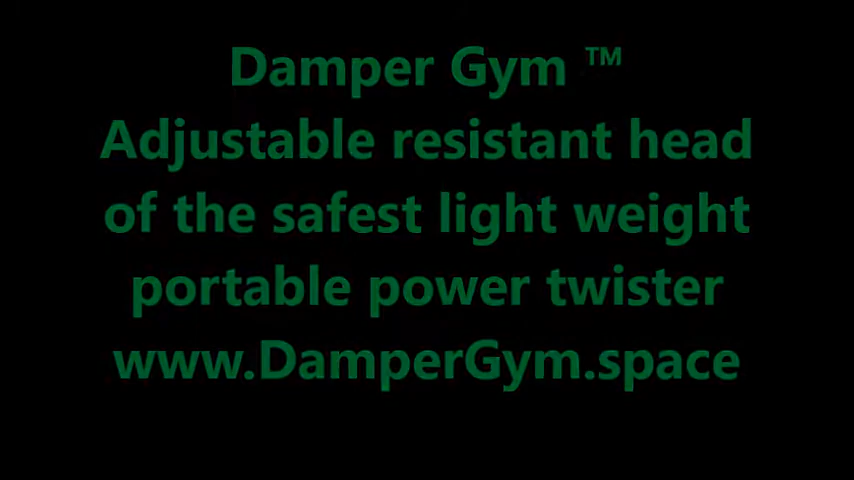 Damper Gym ™
Adjustable resistant head
of the safest light weight
portable power twister
www.DamperGym.space